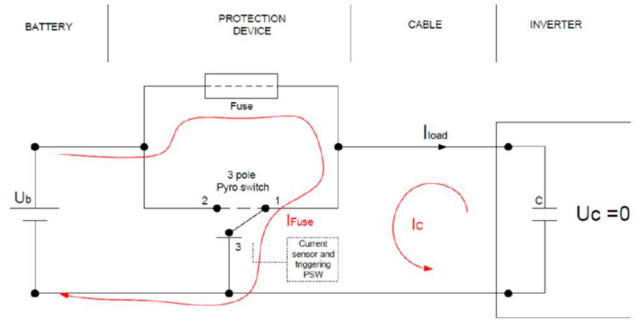 BATTERY
PROTECTION
DEVICE
CABLE
INVERTER
Fuse
Iload
3 pole
Pyro switch
2
1
Ub
IFuse
Ic
C
Uc =0
3
Current
sensor and
triggering
PSW